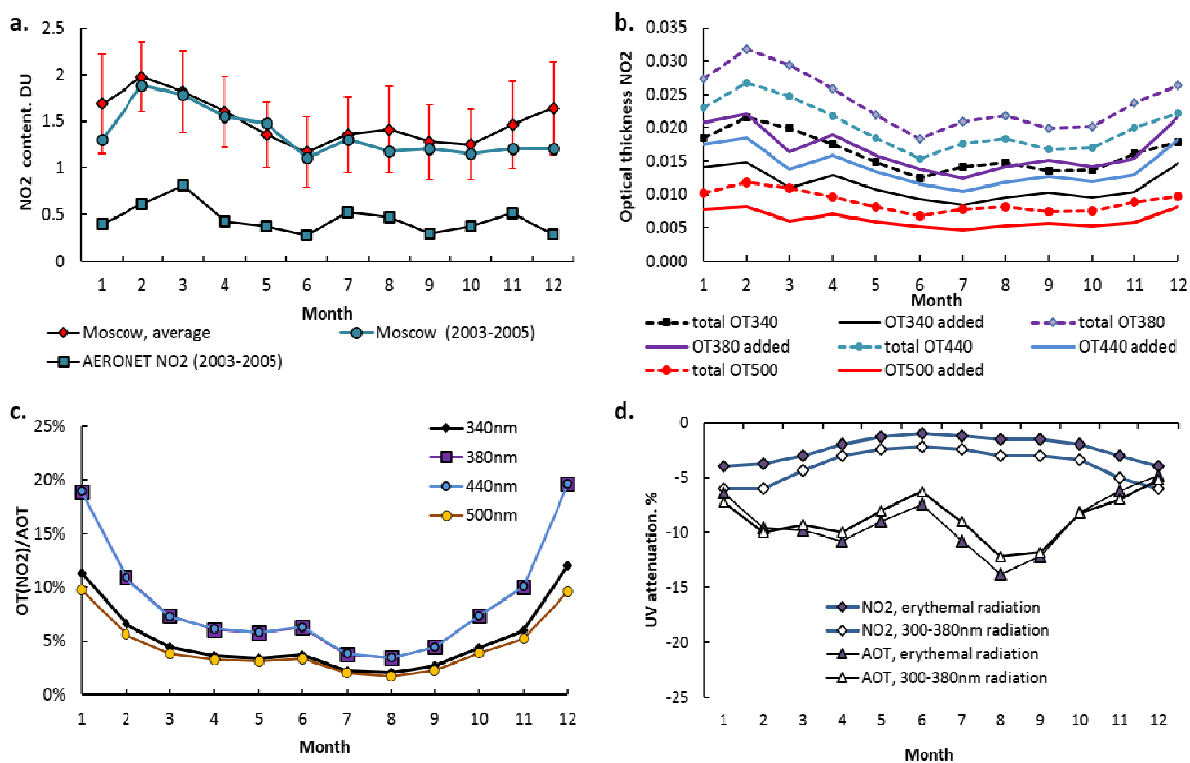 a.
NO2 content. DU
2.5
2
1.5
1
0.5
0
1 2 3 4 5 6 7 8 9 10 11 12
Month
Moscow, average
Moscow (2003-2005)
AERONET NO2 (2003-2005)
b.
Optical thickness NO2
0.035
0.030
0.025
0.020
0.015
0.010
0.005
0.000
1 2 3 4 5 6 7 8 9 10 11 12
Month
total OT340
OT340 added
total OT380
OT380 added
total OT440
OT440 added
total OT500
OT500 added
c.
OT(NO2)/AOT
25%
20%
15%
10%
5%
0%
340nm
380nm
440nm
500nm
1 2 3 4 5 6 7 8 9 10 11 12
Month
d.
UV attenuation. %
0
-5
-10
-15
-20
-25
NO2, erythemal radiation
NO2, 300-380nm radiation
AOT, erythemal radiation
AOT, 300-380nm radiation
1 2 3 4 5 6 7 8 9 10 11 12
Month